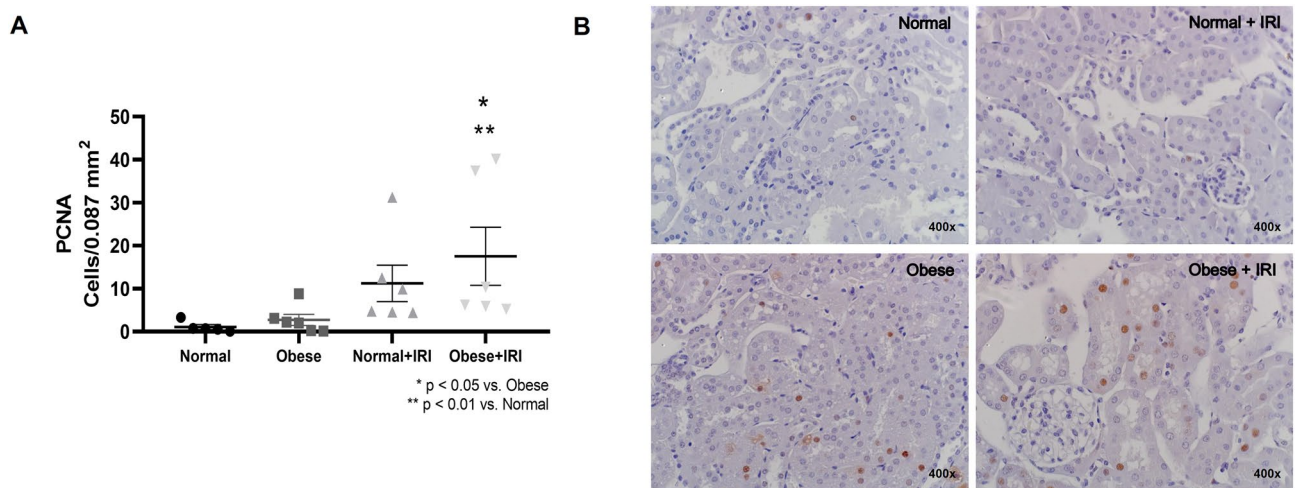 A
PCNA
Cells/0.087 mm²
50
40
30
20
10
0
*
**
Normal
Obese
Normal+IRI
Obese+IRI
* p < 0.05 vs. Obese
** p < 0.01 vs. Normal
B
Normal
400x
Normal + IRI
400x
Obese
400x
Obese + IRI
400x